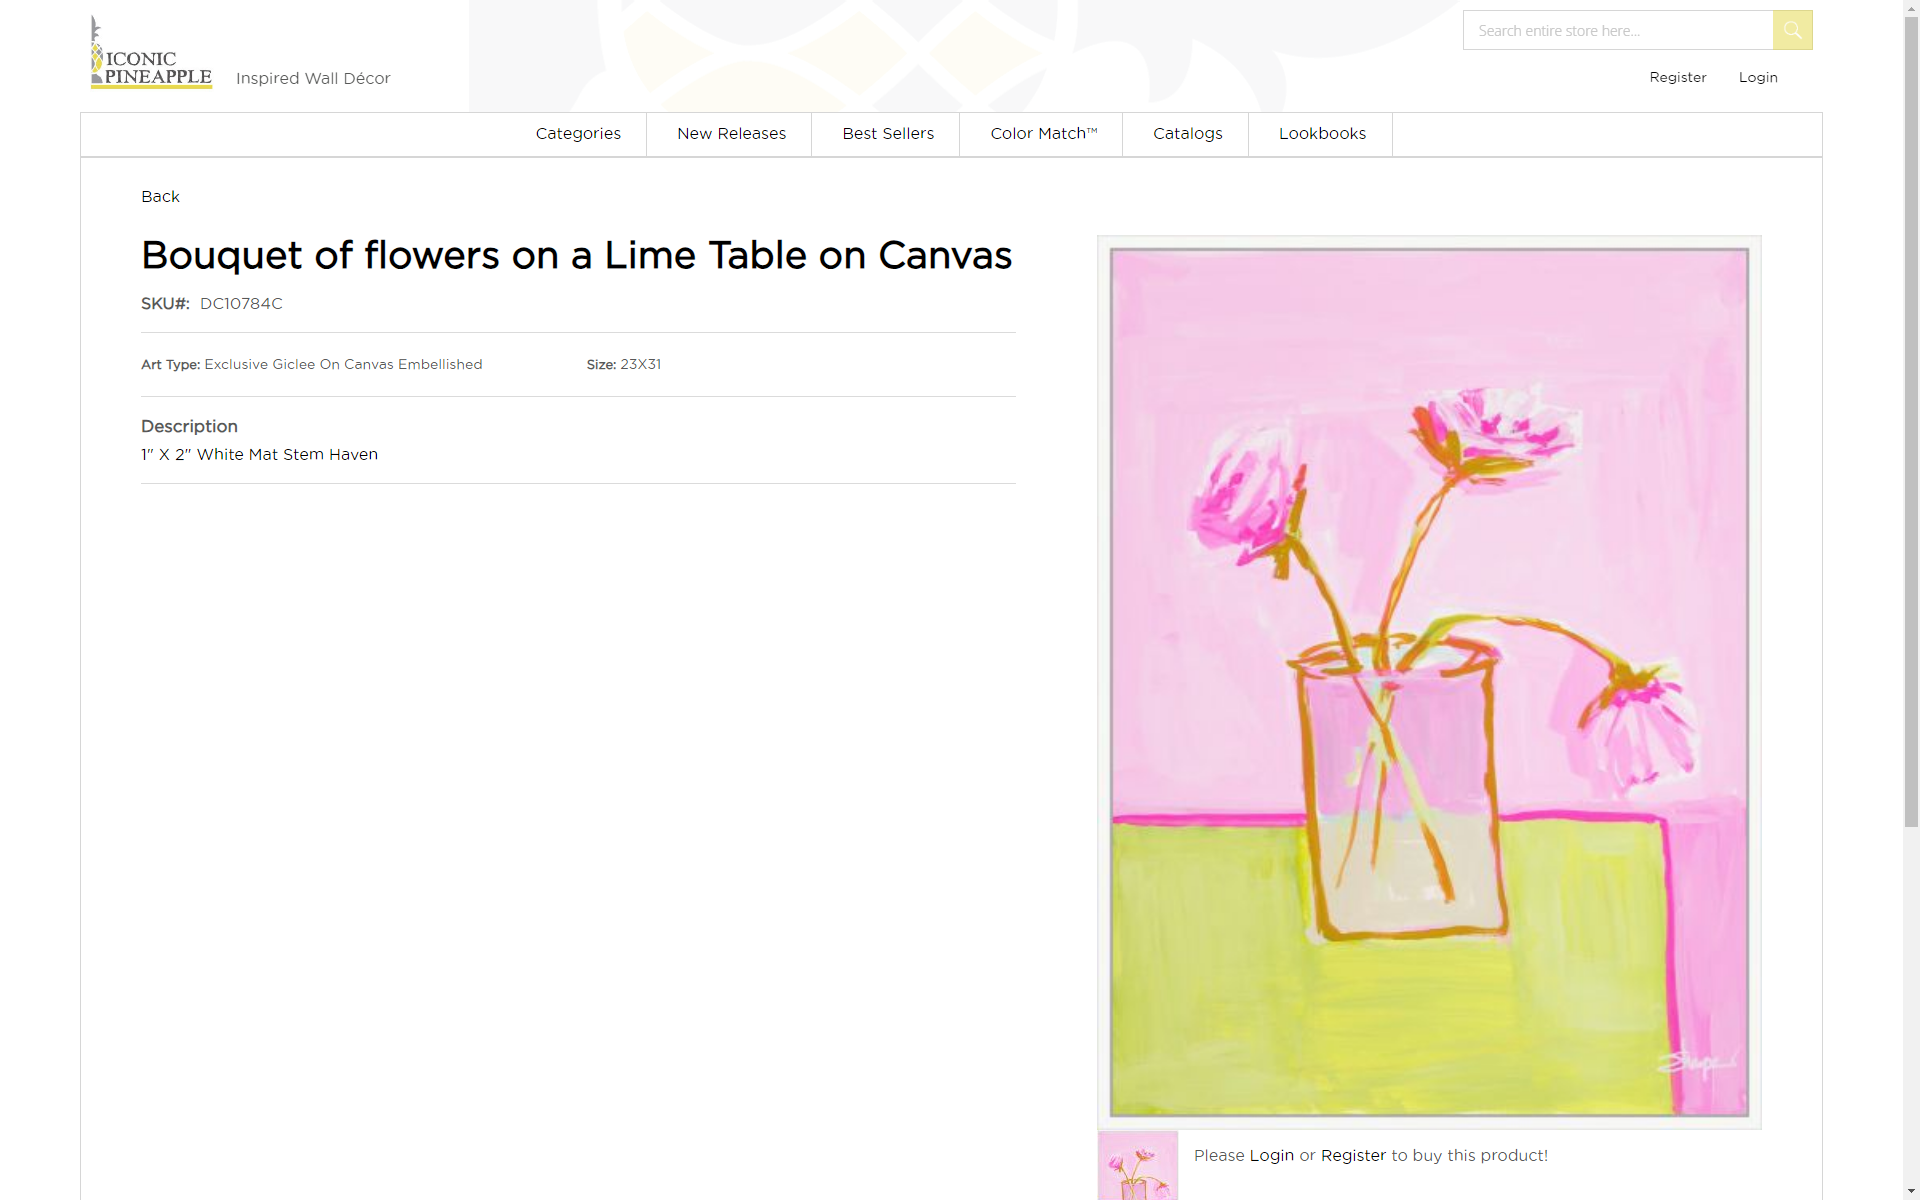 ICONIC
PINEAPPLE
Inspired Wall Décor
Search entire store here...
Register
Login
Categories
New Releases
Best Sellers
Color Match™
Catalogs
Lookbooks
Back
Bouquet of flowers on a Lime Table on Canvas
SKU#: DC10784C
Art Type: Exclusive Giclee On Canvas Embellished
Size: 23X31
Description
1" X 2" White Mat Stem Haven
Please Login or Register to buy this product!